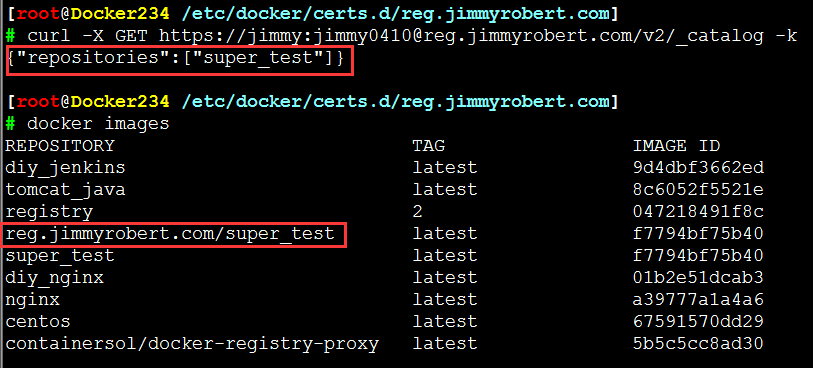 [root@Docker234 /etc/docker/certs.d/reg.jimmyrobert.com]
# curl -X GET https://jimmy:jimmy0410@reg.jimmyrobert.com/v2/_catalog -k
{"repositories":["super_test"]}
[root@Docker234 /etc/docker/certs.d/reg.jimmyrobert.com]
# docker images
REPOSITORY TAG IMAGE ID
diy_jenkins latest 9d4dbf3662ed
tomcat_java latest 8c6052f5521e
registry 2 047218491f8c
reg.jimmyrobert.com/super_test latest f7794bf75b40
super_test latest f7794bf75b40
diy_nginx latest 01b2e51dcab3
nginx latest a39777a1a4a6
centos latest 67591570dd29
containersol/docker-registry-proxy latest 5b5c5cc8ad30